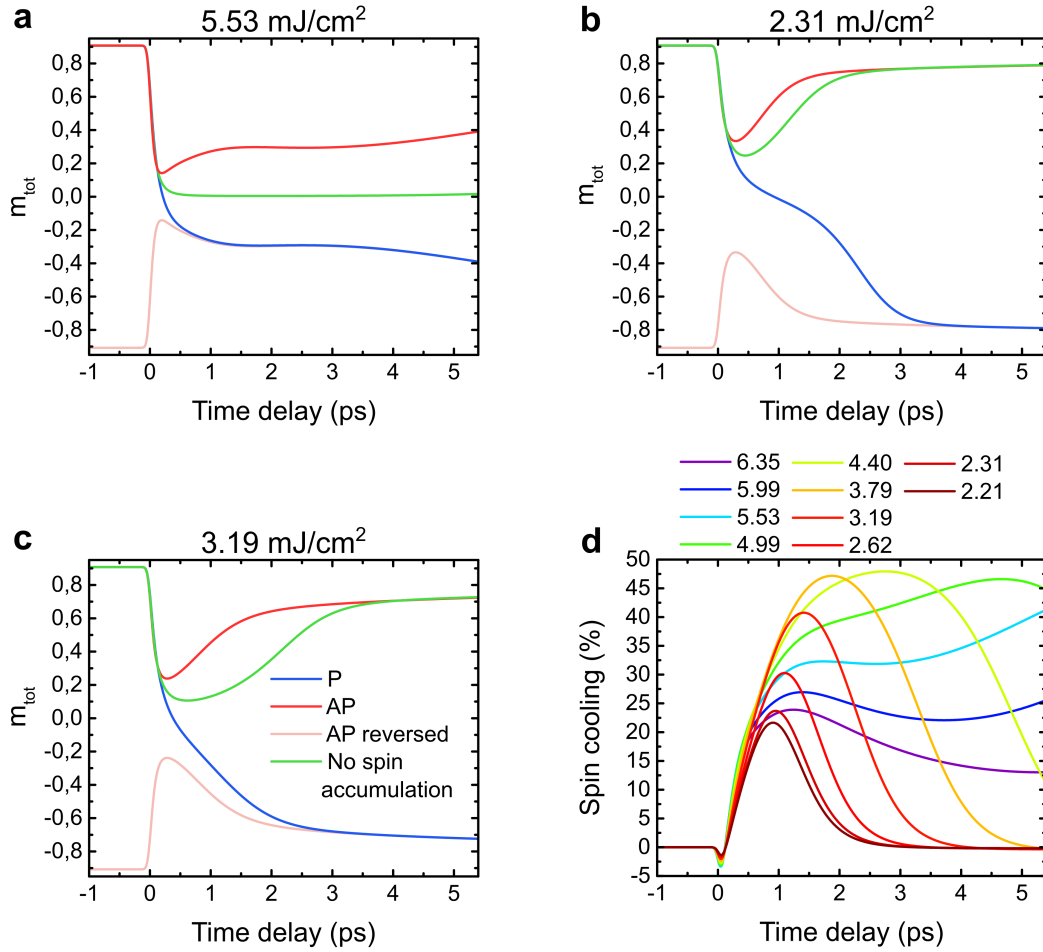 a
5.53 mJ/cm²
0,8
0,6
0,4
0,2
0,0
-0,2
-0,4
-0,6
-0,8
m_tot
-1 0 1 2 3 4 5
Time delay (ps)
b
2.31 mJ/cm²
0,8
0,6
0,4
0,2
0,0
-0,2
-0,4
-0,6
-0,8
m_tot
-1 0 1 2 3 4 5
Time delay (ps)
c
3.19 mJ/cm²
0,8
0,6
0,4
0,2
0,0
-0,2
-0,4
-0,6
-0,8
m_tot
P
AP
AP reversed
No spin
accumulation
-1 0 1 2 3 4 5
Time delay (ps)
6.35 4.40 2.31
5.99 3.79 2.21
5.53 3.19
4.99 2.62
d
50
45
40
35
30
25
20
15
10
5
0
-5
Spin cooling (%)
-1 0 1 2 3 4 5
Time delay (ps)